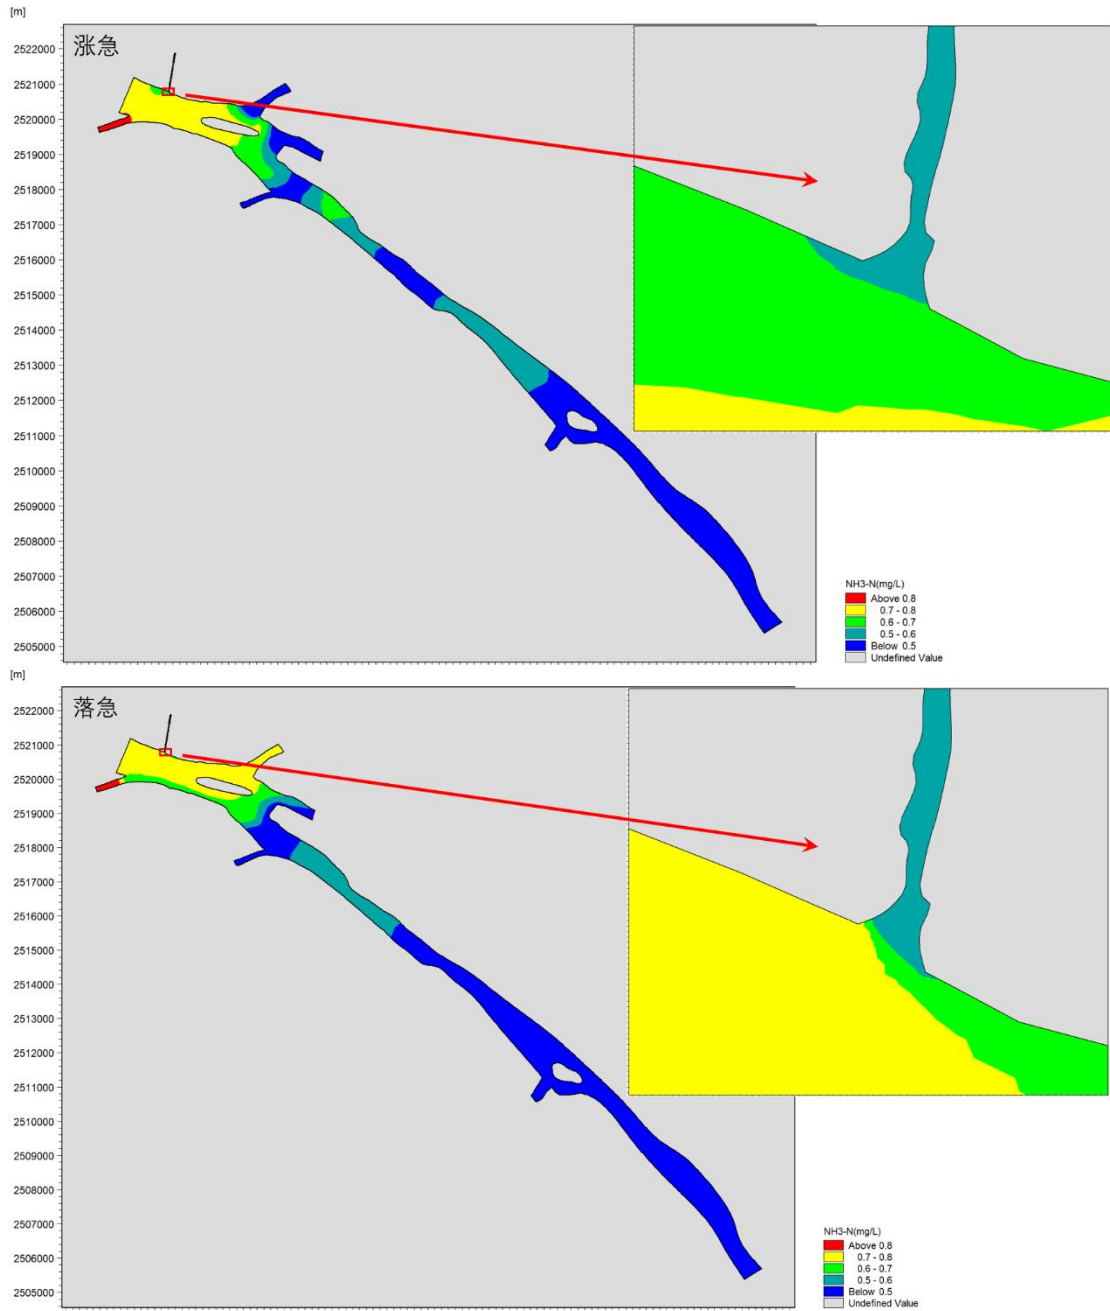 [m]
涨急
2522000
2521000
2520000
2519000
2518000
2517000
2516000
2515000
2514000
2513000
2512000
2511000
2510000
2509000
2508000
2507000
2506000
2505000
NH3-N(mg/L)
Above 0.8
0.7 - 0.8
0.6 - 0.7
0.5 - 0.6
Below 0.5
Undefined Value
[m]
落急
2522000
2521000
2520000
2519000
2518000
2517000
2516000
2515000
2514000
2513000
2512000
2511000
2510000
2509000
2508000
2507000
2506000
2505000
NH3-N(mg/L)
Above 0.8
0.7 - 0.8
0.6 - 0.7
0.5 - 0.6
Below 0.5
Undefined Value